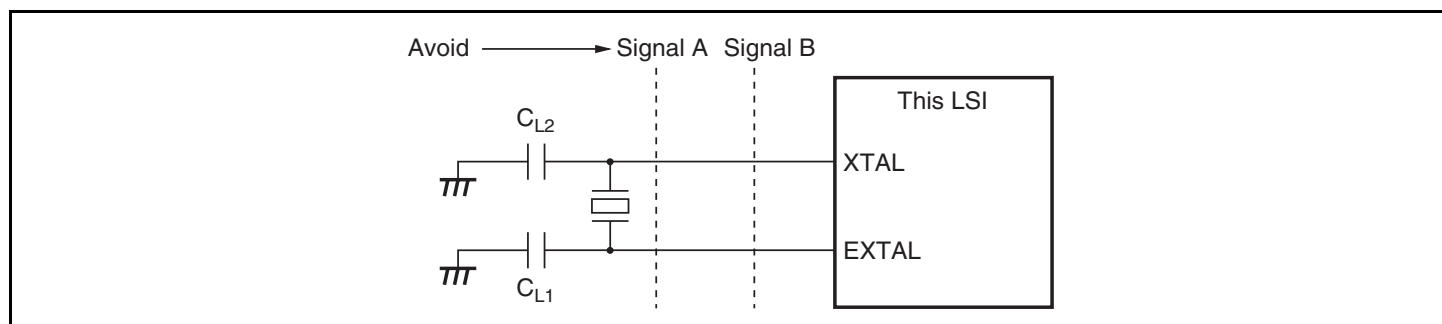 Avoid Signal A Signal B
This LSI
CL2
XTAL
EXTAL
CL1